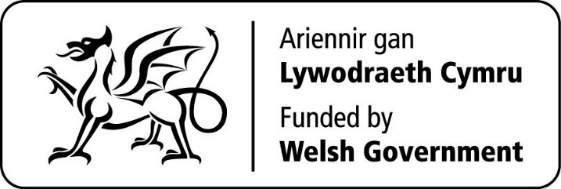 Ariennir gan
Lywodraeth Cymru
Funded by
Welsh Government